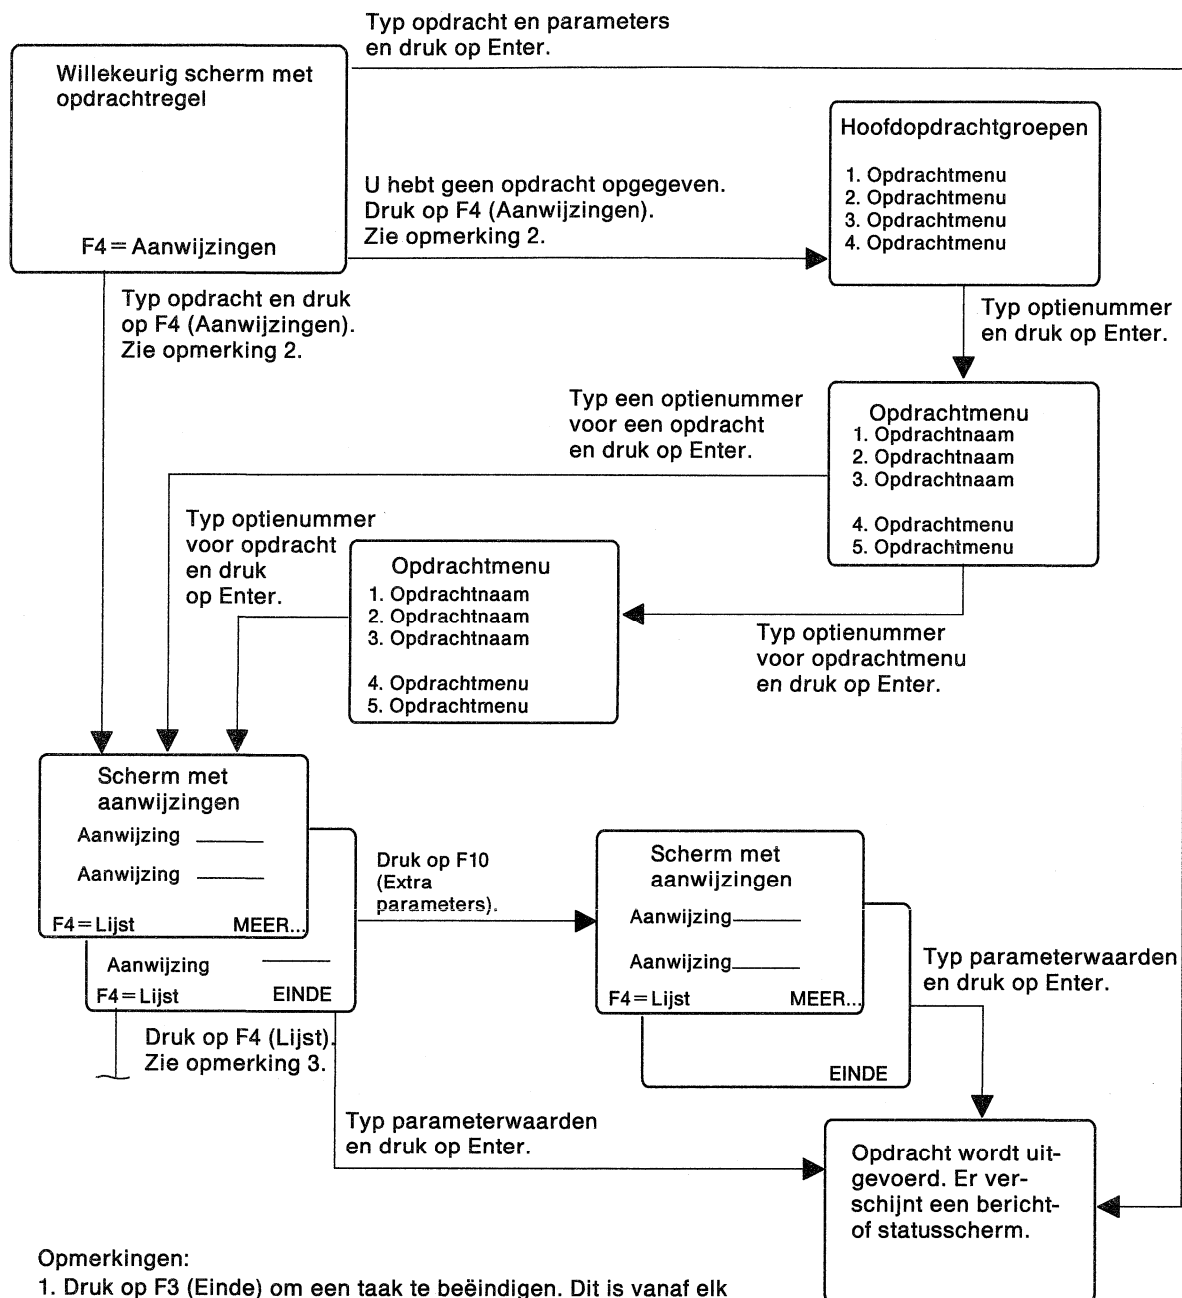 Typ opdracht en parameters
en druk op Enter.
Willekeurig scherm met
opdrachtregel
F4=Aanwijzingen
U hebt geen opdracht opgegeven.
Druk op F4 (Aanwijzingen).
Zie opmerking 2.
Hoofdopdrachtgroepen
1. Opdrachtmenu
2. Opdrachtmenu
3. Opdrachtmenu
4. Opdrachtmenu
Typ opdracht en druk
op F4 (Aanwijzingen).
Zie opmerking 2.
Typ optienummer
en druk op Enter.
Typ een optienummer
voor een opdracht
en druk op Enter.
Opdrachtmenu
1. Opdrachtnaam
2. Opdrachtnaam
3. Opdrachtnaam
4. Opdrachtmenu
5. Opdrachtmenu
Typ optienummer
voor opdracht
en druk
op Enter.
Opdrachtmenu
1. Opdrachtnaam
2. Opdrachtnaam
3. Opdrachtnaam
4. Opdrachtmenu
5. Opdrachtmenu
Typ optienummer
voor opdrachtmenu
en druk op Enter.
Scherm met
aanwijzingen
Aanwijzing
Aanwijzing
F4=Lijst MEER...
Aanwijzing
F4=Lijst EINDE
Druk op F10
(Extra
parameters).
Scherm met
aanwijzingen
Aanwijzing
Aanwijzing
F4=Lijst MEER...
EINDE
Typ parameterwaarden
en druk op Enter.
Druk op F4 (Lijst).
Zie opmerking 3.
Typ parameterwaarden
en druk op Enter.
Opdracht wordt uit-
gevoerd. Er ver-
schijnt een bericht-
of statusscherm.
Opmerkingen:
1. Druk op F3 (Einde) om een taak te beëindigen. Dit is vanaf elk